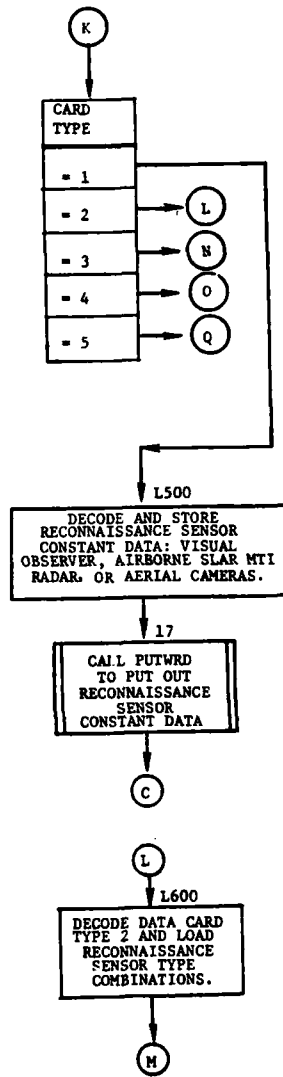 K
CARD
TYPE
= 1
= 2
L
= 3
N
= 4
O
= 5
Q
L500
DECODE AND STORE
RECONNAISSANCE SENSOR
CONSTANT DATA: VISUAL
OBSERVER, AIRBORNE SLAR MTI
RADAR, OR AERIAL CAMERAS.
17
CALL PUTWRD
TO PUT OUT
RECONNAISSANCE
SENSOR
CONSTANT DATA
C
L
L600
DECODE DATA CARD
TYPE 2 AND LOAD
RECONNAISSANCE
SENSOR TYPE
COMBINATIONS.
M